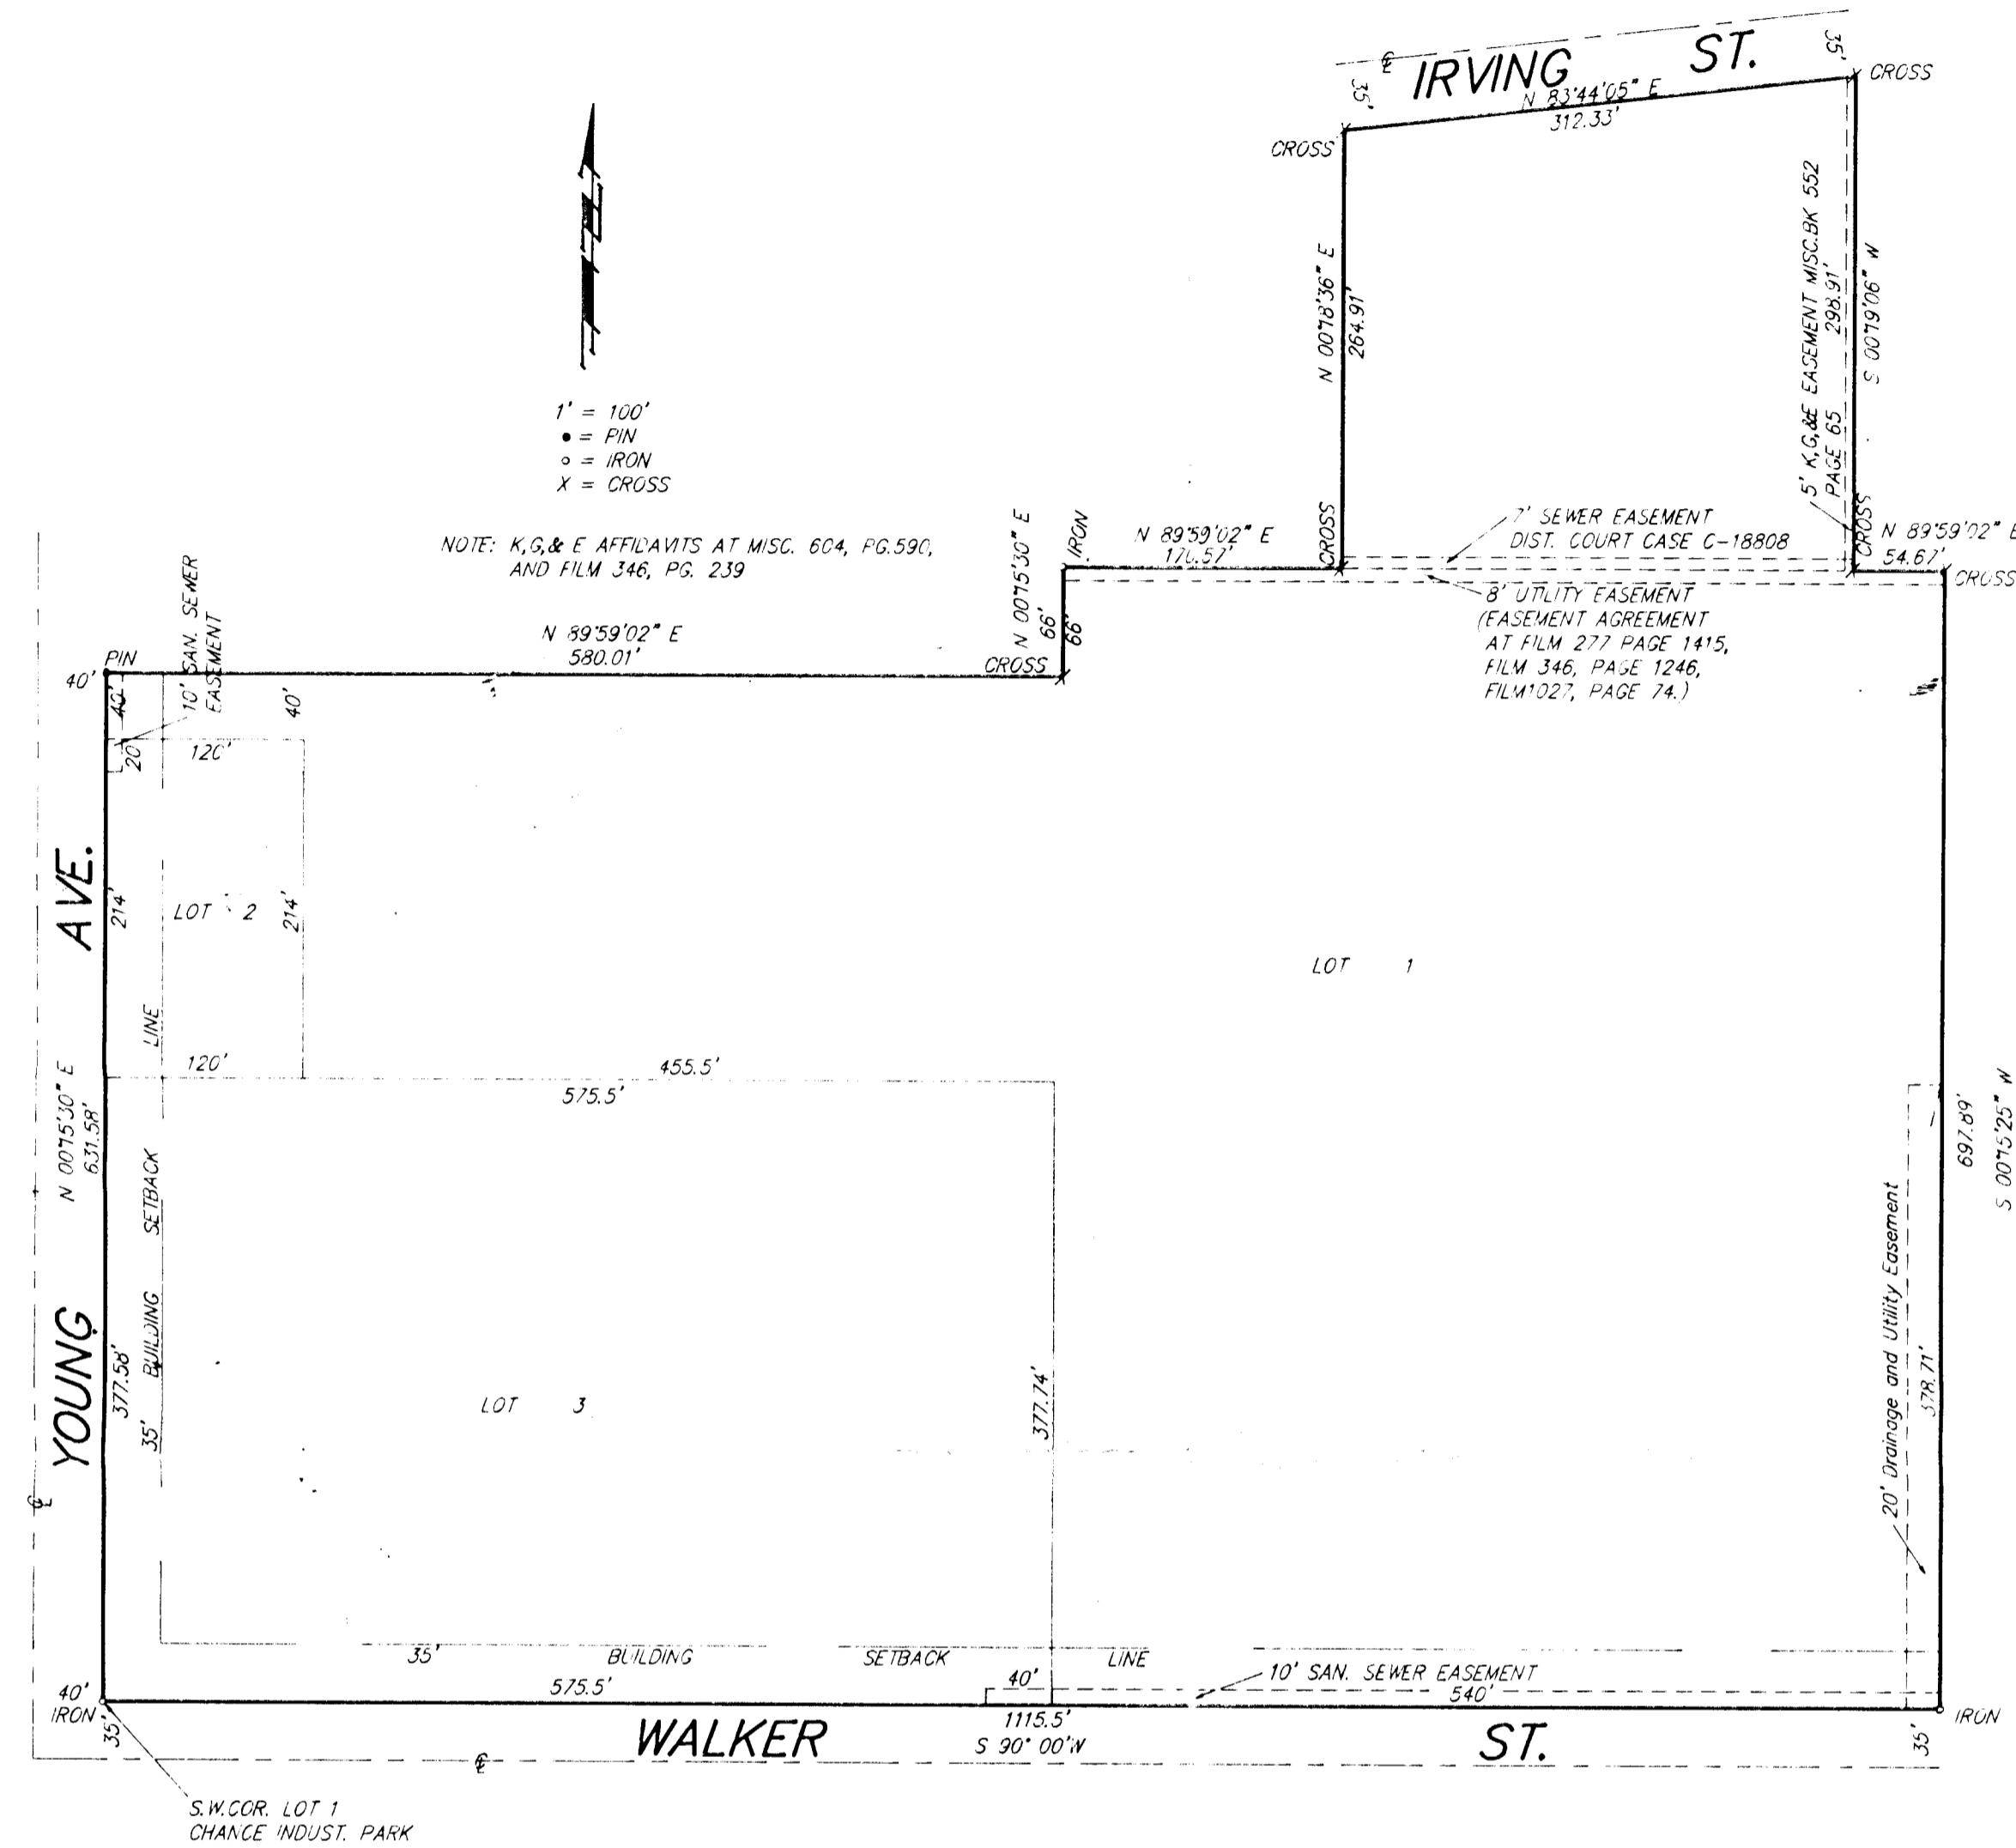 IRVING ST.
35'
35'
CROSS
N 83°44'05" E
312.33'
CROSS
N 00°18'36" E
264.91'
5' K,G,&E EASEMENT MISC.BK 552
PAGE 65
298.91'
S 00°19'06" W
1' = 100'
● = PIN
○ = IRON
X = CROSS
NOTE: K,G,& E AFFIDAVITS AT MISC. 604, PG.590,
AND FILM 346, PG. 239
N 00°15'30" E
66'
66'
IRON
N 89°59'02" E
170.57'
CROSS
7' SEWER EASEMENT
DIST. COURT CASE C-18808
CROSS
N 89°59'02" E
54.67'
CROSS
8' UTILITY EASEMENT
(EASEMENT AGREEMENT
AT FILM 277 PAGE 1415,
FILM 346, PAGE 1246,
FILM1027, PAGE 74.)
N 89°59'02" E
580.01'
CROSS
PIN
40'
40'
10' SAN. SEWER
EASEMENT
40'
20'
120'
214'
LOT 2
214'
LOT 1
120'
455.5'
575.5'
YOUNG AVE.
N 00°15'30" E
631.58'
377.58'
35' BUILDING SETBACK LINE
LOT 3
377.74'
697.89'
S 00°15'25" W
20' Drainage and Utility Easement
378.71'
35' BUILDING SETBACK LINE
575.5'
40'
10' SAN. SEWER EASEMENT
540'
40'
IRON
35'
IRON
35'
WALKER ST.
1115.5'
S 90° 00'W
S.W.COR. LOT 1
CHANCE INDUST. PARK